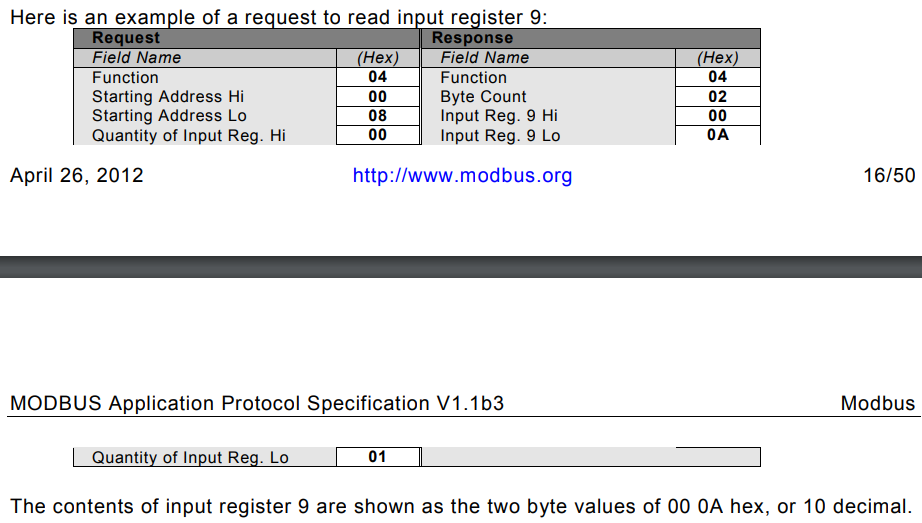 Here is an example of a request to read input register 9:
Request Response
Field Name (Hex) Field Name (Hex)
Function 04 Function 04
Starting Address Hi 00 Byte Count 02
Starting Address Lo 08 Input Reg. 9 Hi 00
Quantity of Input Reg. Hi 00 Input Reg. 9 Lo 0A
April 26, 2012 http://www.modbus.org 16/50
MODBUS Application Protocol Specification V1.1b3 Modbus
Quantity of Input Reg. Lo 01
The contents of input register 9 are shown as the two byte values of 00 0A hex, or 10 decimal.